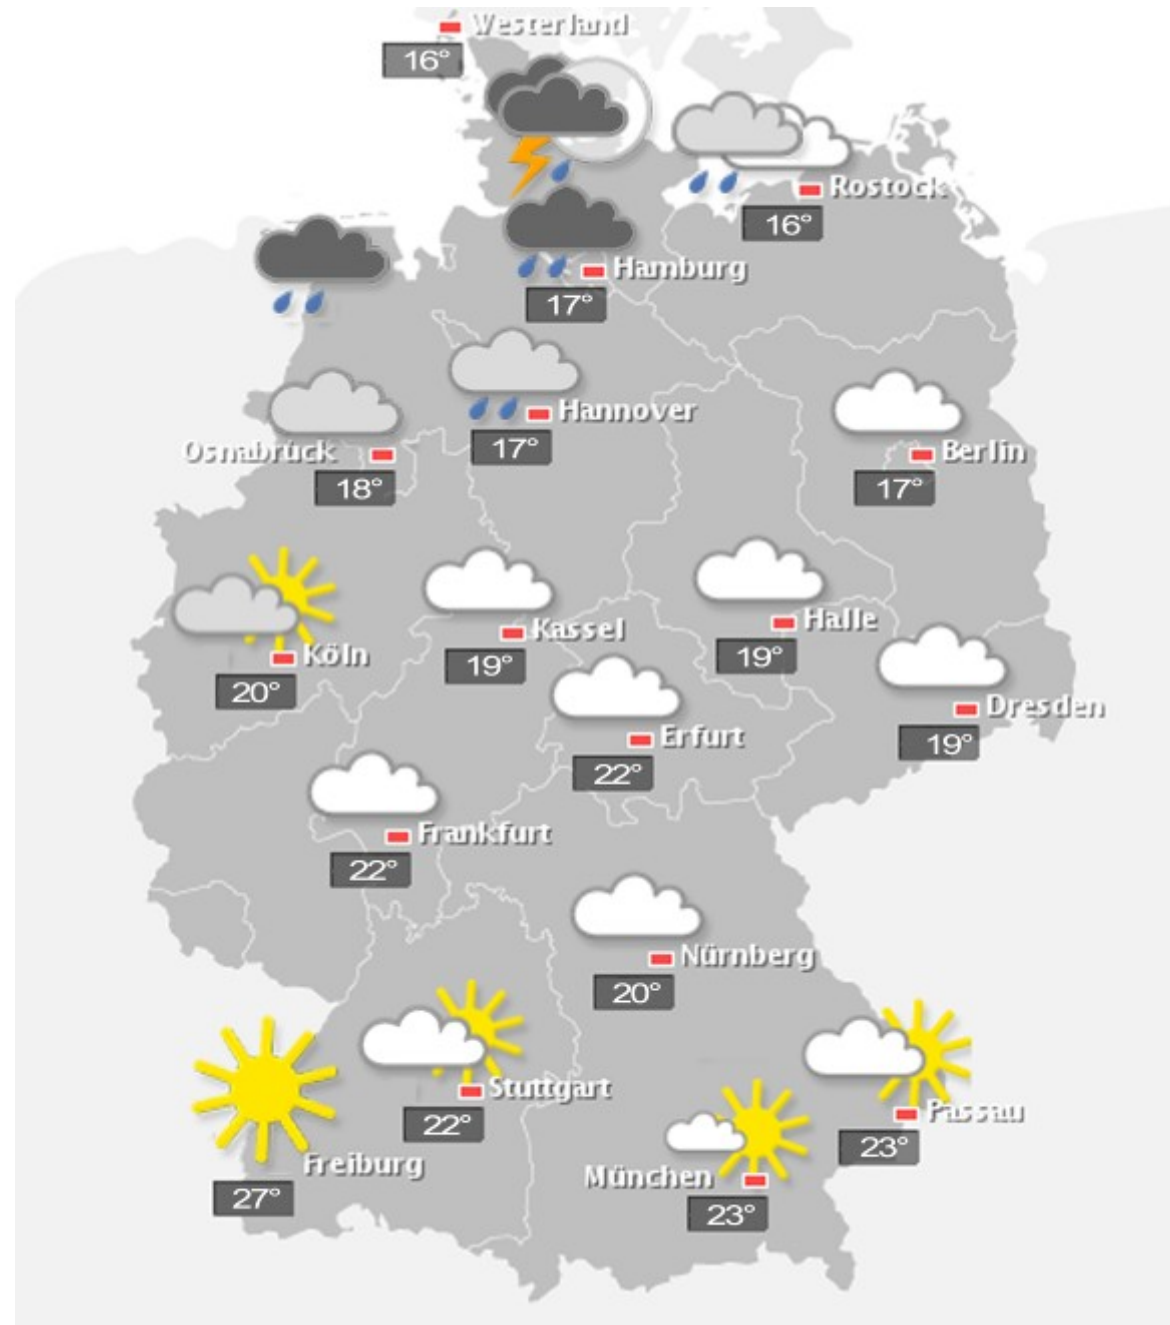 Westerland
16°
Rostock
16°
Hamburg
17°
Hannover
17°
Osnabrück
18°
Berlin
17°
Kassel
19°
Halle
19°
Köln
20°
Dresden
19°
Erfurt
22°
Frankfurt
22°
Nürnberg
20°
Stuttgart
22°
Passau
23°
Freiburg
27°
München
23°